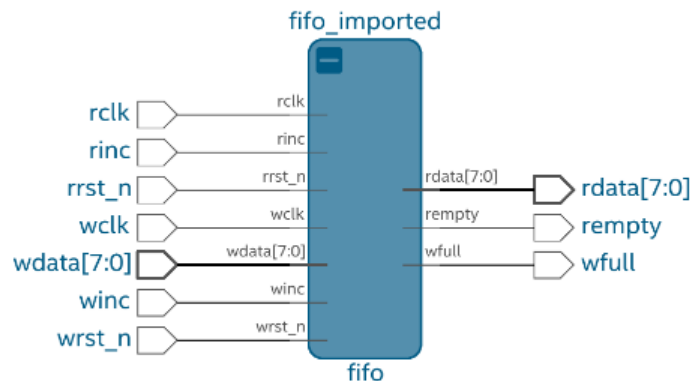 fifo_imported
rclk rclk
rinc rinc
rrst_n rrst_n rdata[7:0] rdata[7:0]
wclk wclk rempty rempty
wdata[7:0] wdata[7:0] wfull wfull
winc winc
wrst_n wrst_n
fifo